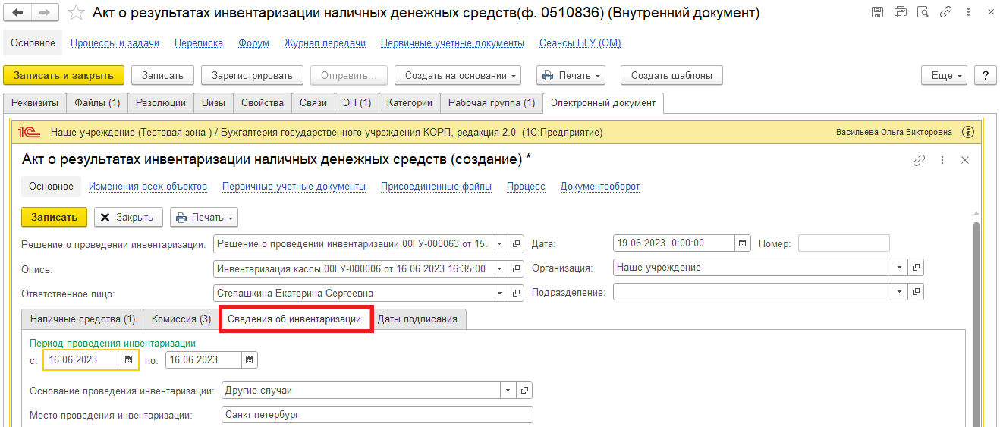 Акт о результатах инвентаризации наличных денежных средств(ф. 0510836) (Внутренний документ)
Основное Процессы и задачи Переписка Форум Журнал передачи Первичные учетные документы Сеансы БГУ (ОМ)
Записать и закрыть Записать Зарегистрировать Отправить... Создать на основании Печать Создать шаблоны Еще ?
Реквизиты Файлы (1) Резолюции Визы Свойства Связи ЭП (1) Категории Рабочая группа (1) Электронный документ
1С Наше учреждение (Тестовая зона ) / Бухгалтерия государственного учреждения КОРП, редакция 2.0 (1С:Предприятие) Васильева Ольга Викторовна
Акт о результатах инвентаризации наличных денежных средств (создание) *
Основное Изменения всех объектов Первичные учетные документы Присоединенные файлы Процесс Документооборот
Записать Закрыть Печать
Решение о проведении инвентаризации: Решение о проведении инвентаризации 00ГУ-000063 от 15. Дата: 19.06.2023 0:00:00 Номер:
Опись: Инвентаризация кассы 00ГУ-000006 от 16.06.2023 16:35:00 Организация: Наше учреждение
Ответственное лицо: Степашкина Екатерина Сергеевна Подразделение:
Наличные средства (1) Комиссия (3) Сведения об инвентаризации Даты подписания
Период проведения инвентаризации
с: 16.06.2023 по: 16.06.2023
Основание проведения инвентаризации: Другие случаи
Место проведения инвентаризации: Санкт петербург